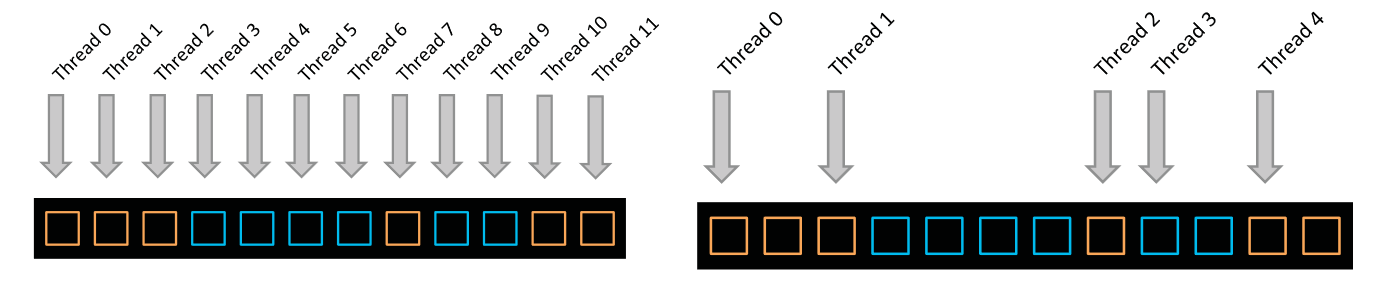 Thread 0
Thread 1
Thread 2
Thread 3
Thread 4
Thread 5
Thread 6
Thread 7
Thread 8
Thread 9
Thread 10
Thread 11
Thread 0
Thread 1
Thread 2
Thread 3
Thread 4